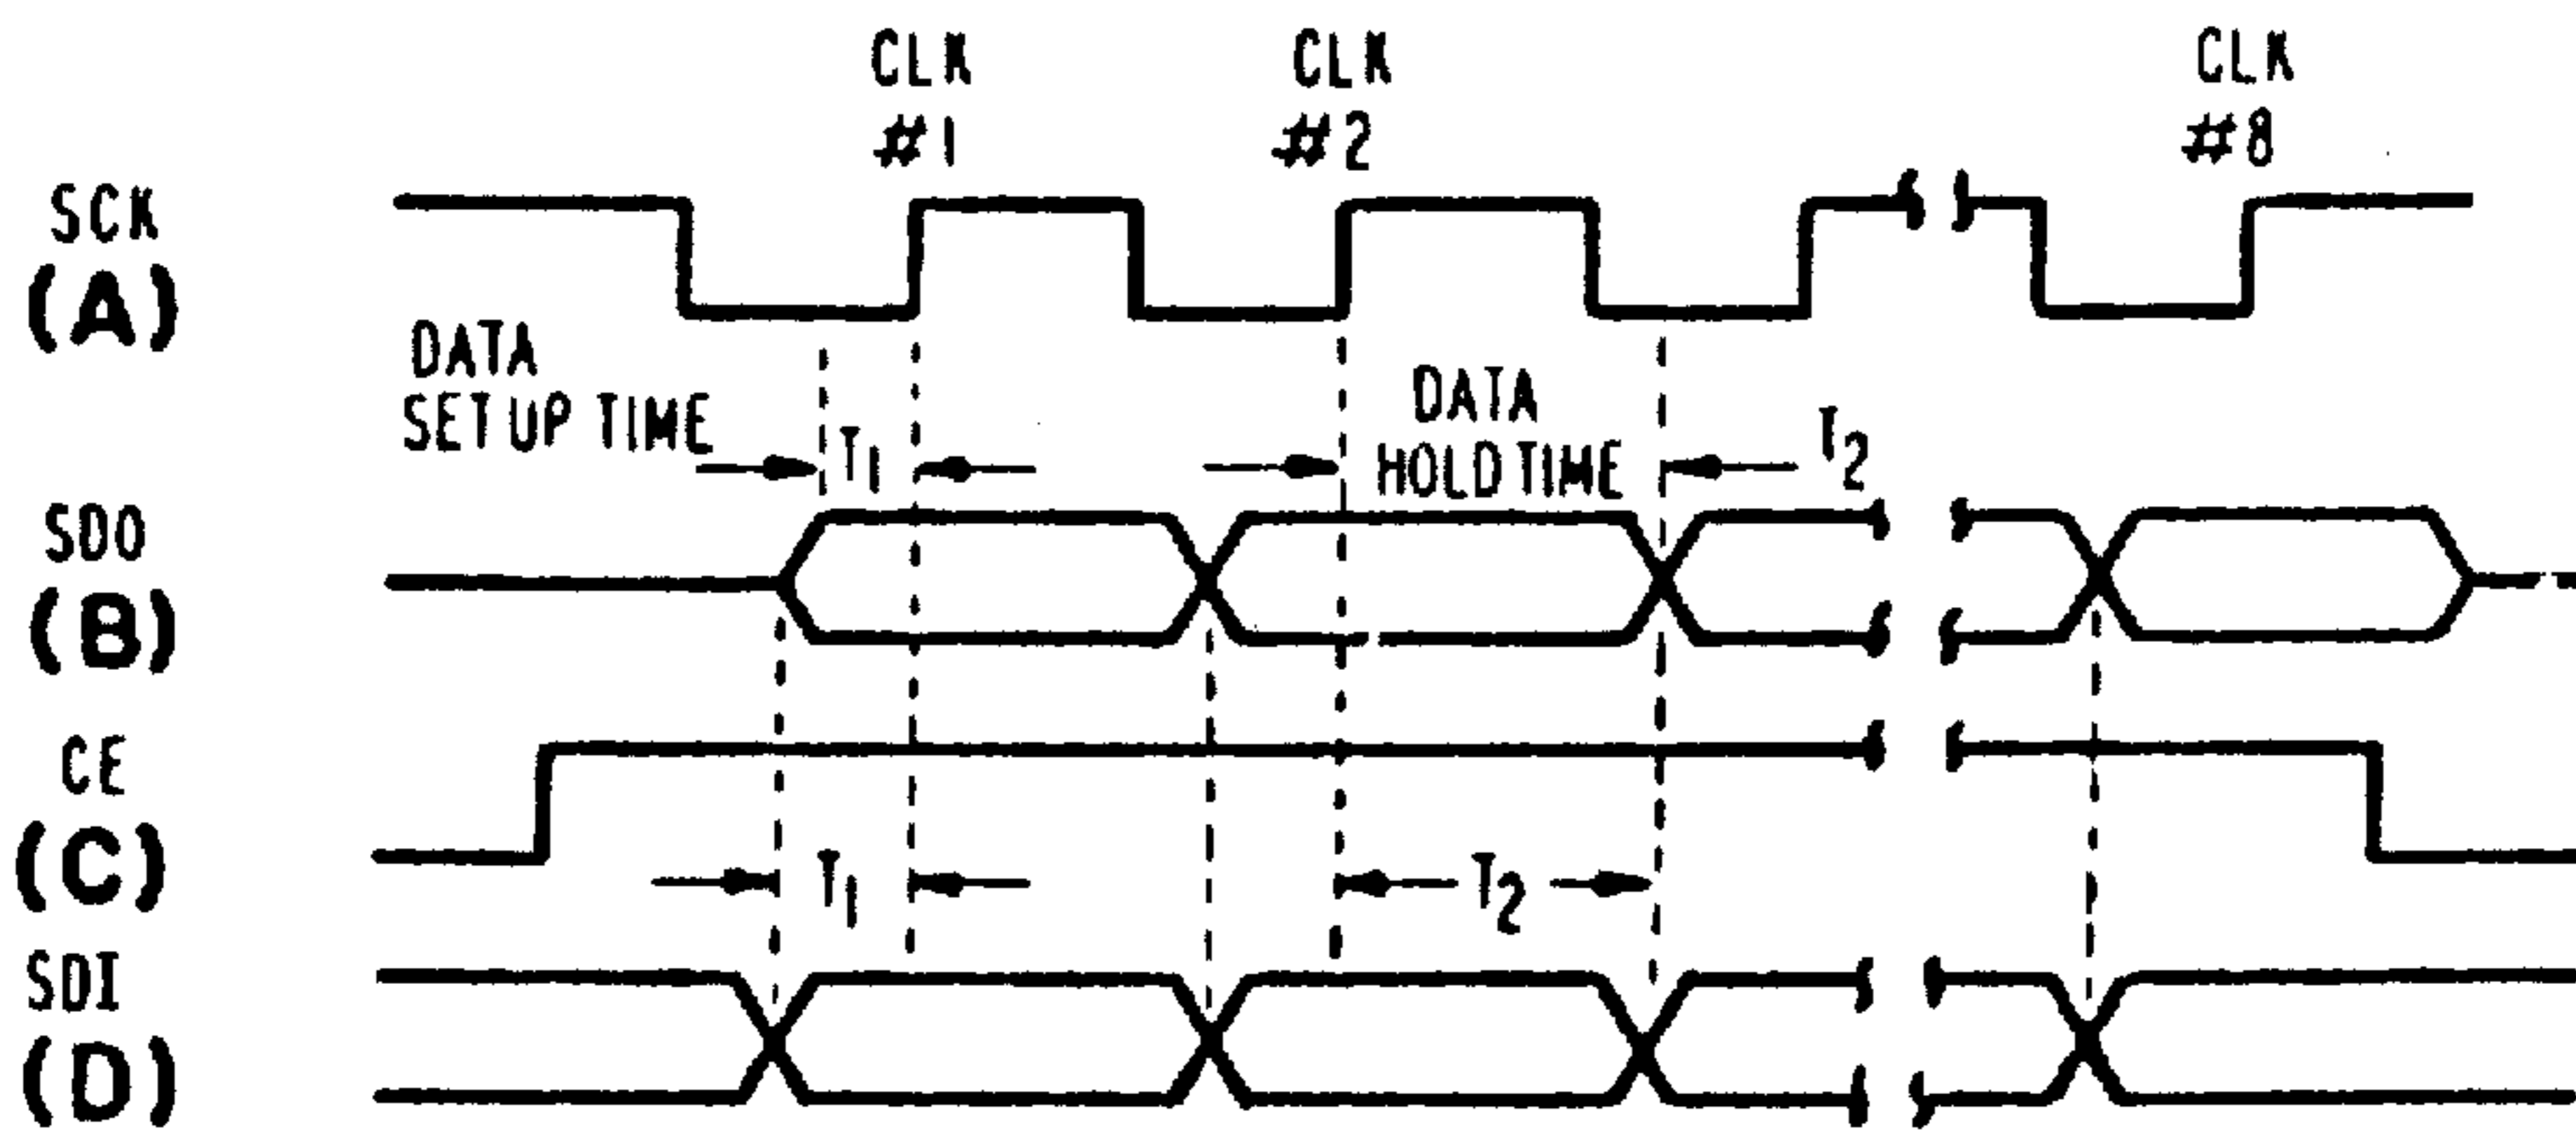 CLK
#1
CLK
#2
CLK
#8
SCK
(A)
DATA
SET UP TIME
T1
DATA
HOLD TIME
T2
SDO
(B)
CE
(C)
T1
T2
SDI
(D)